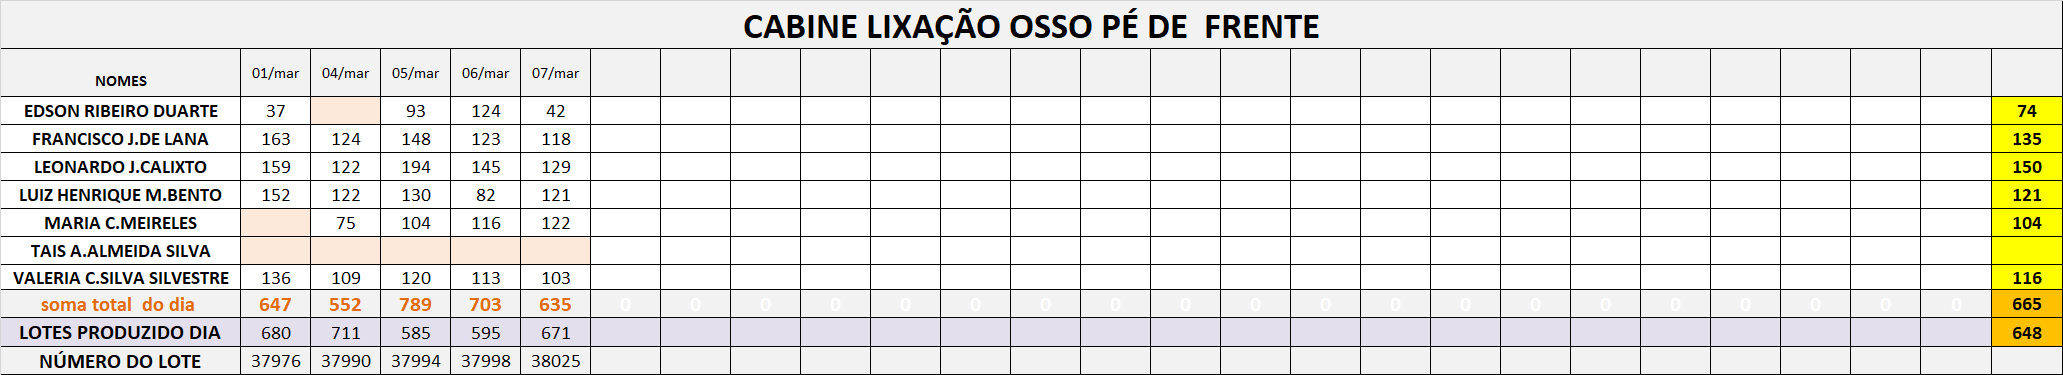 CABINE LIXAÇÃO OSSO PÉ DE  FRENTE
NOMES 01/mar 04/mar 05/mar 06/mar 07/mar
EDSON RIBEIRO DUARTE 37 93 124 42 74
FRANCISCO J.DE LANA 163 124 148 123 118 135
LEONARDO J.CALIXTO 159 122 194 145 129 150
LUIZ HENRIQUE M.BENTO 152 122 130 82 121 121
MARIA C.MEIRELES 75 104 116 122 104
TAIS A.ALMEIDA SILVA
VALERIA C.SILVA SILVESTRE 136 109 120 113 103 116
soma total  do dia 647 552 789 703 635 0 0 0 0 0 0 0 0 0 0 0 0 0 0 0 0 0 0 0 0 665
LOTES PRODUZIDO DIA 680 711 585 595 671 648
NÚMERO DO LOTE 37976 37990 37994 37998 38025